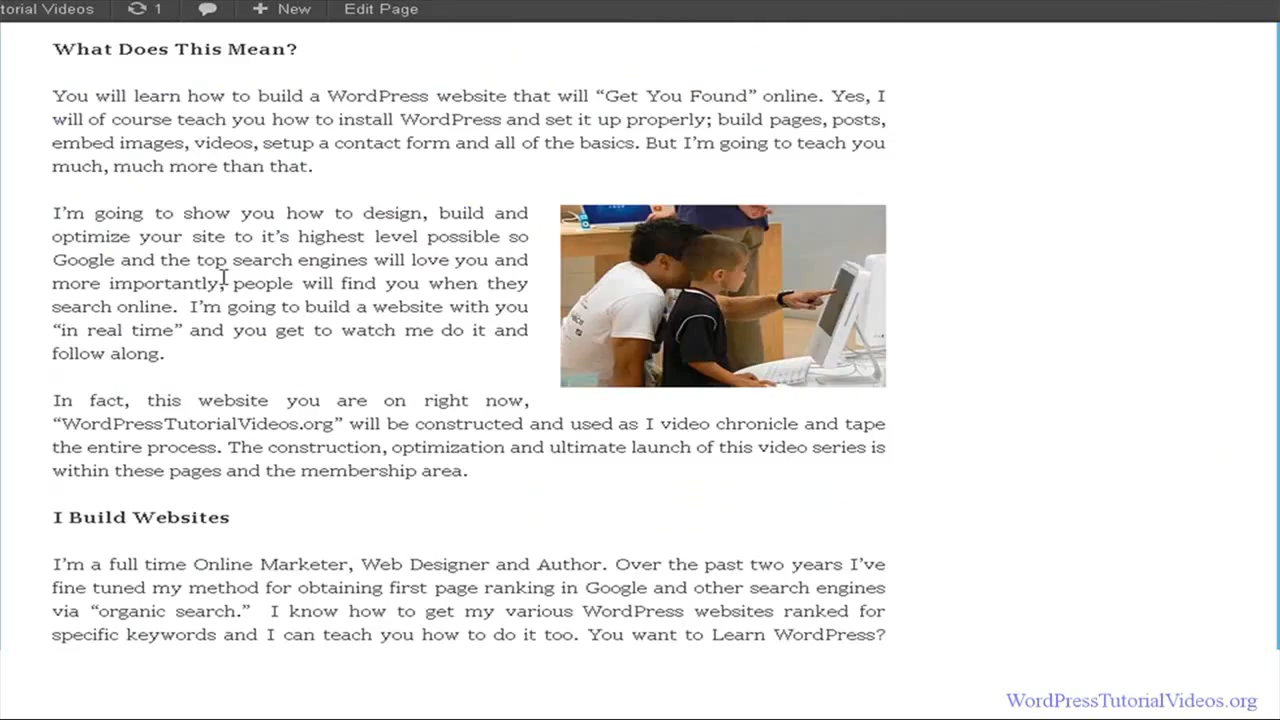 torial Videos 1 New Edit Page
What Does This Mean?
You will learn how to build a WordPress website that will “Get You Found” online. Yes, I
will of course teach you how to install WordPress and set it up properly; build pages, posts,
embed images, videos, setup a contact form and all of the basics. But I’m going to teach you
much, much more than that.
I’m going to show you how to design, build and
optimize your site to it’s highest level possible so
Google and the top search engines will love you and
more importantly; people will find you when they
search online. I’m going to build a website with you
“in real time” and you get to watch me do it and
follow along.
In fact, this website you are on right now,
“WordPressTutorialVideos.org” will be constructed and used as I video chronicle and tape
the entire process. The construction, optimization and ultimate launch of this video series is
within these pages and the membership area.
I Build Websites
I’m a full time Online Marketer, Web Designer and Author. Over the past two years I’ve
fine tuned my method for obtaining first page ranking in Google and other search engines
via “organic search.” I know how to get my various WordPress websites ranked for
specific keywords and I can teach you how to do it too. You want to Learn WordPress?
WordPressTutorialVideos.org